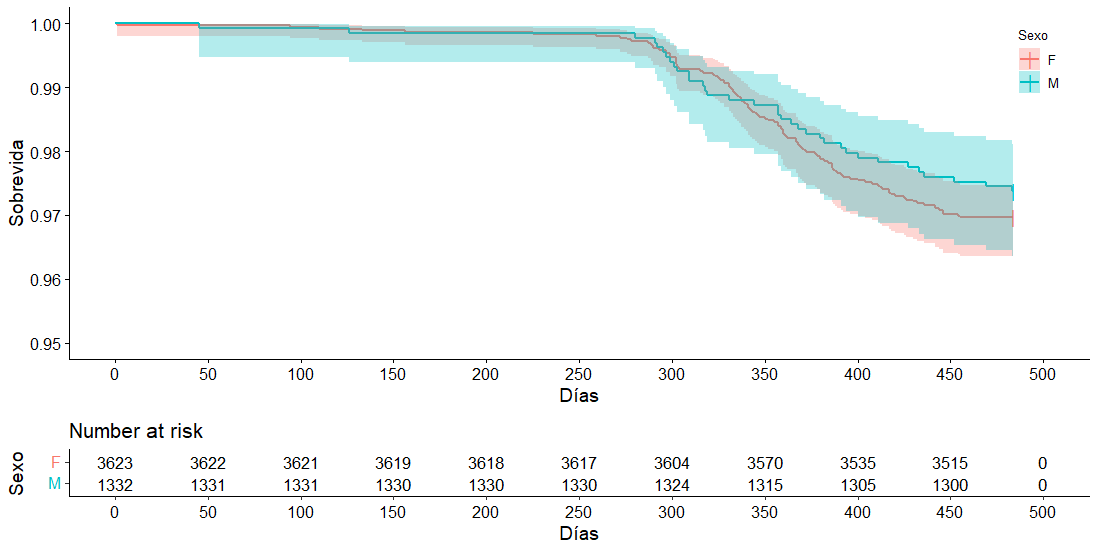 1.00
0.99
0.98
0.97
0.96
0.95
Sobrevida
Sexo
F
M
0 50 100 150 200 250 300 350 400 450 500
Días
Number at risk
Sexo
F 3623 3622 3621 3619 3618 3617 3604 3570 3535 3515 0
M 1332 1331 1331 1330 1330 1330 1324 1315 1305 1300 0
0 50 100 150 200 250 300 350 400 450 500
Días